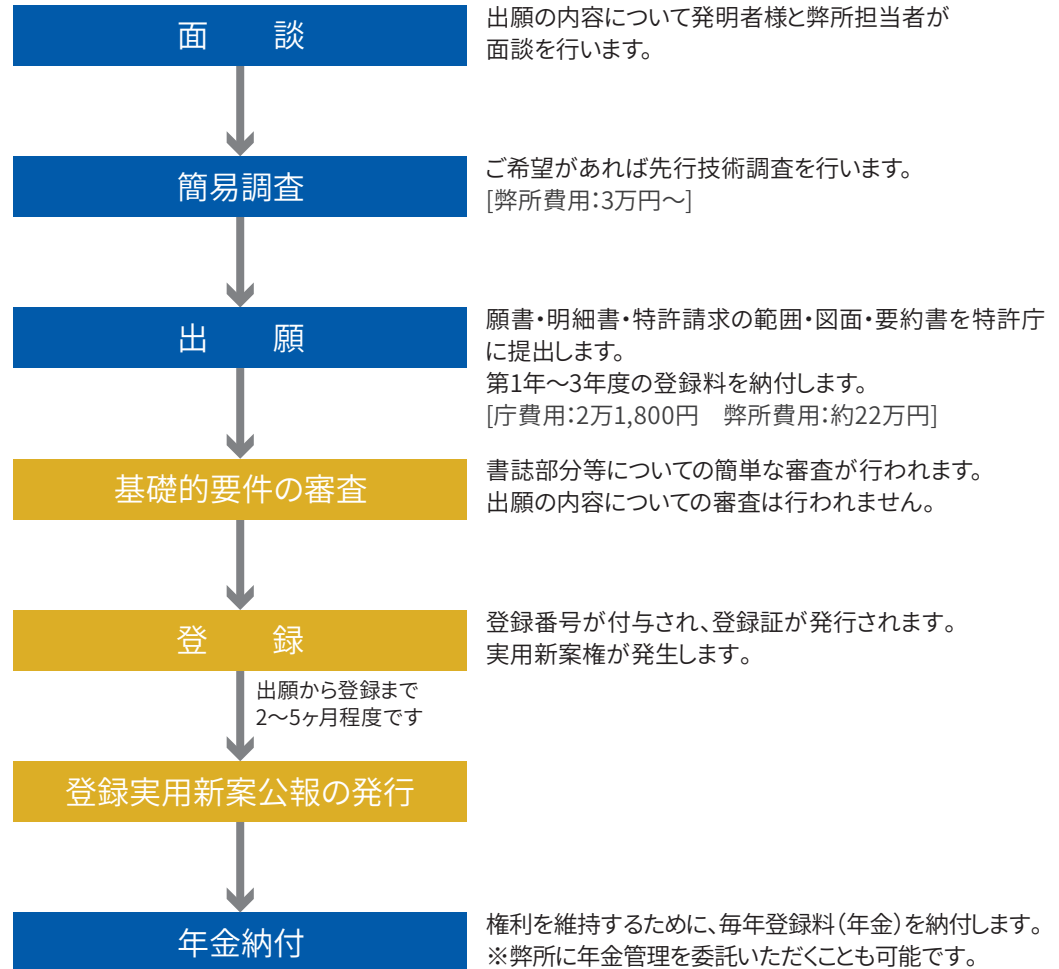 面　談
出願の内容について発明者様と弊所担当者が
面談を行います。
簡易調査
ご希望があれば先行技術調査を行います。
[弊所費用：3万円〜]
出　願
願書・明細書・特許請求の範囲・図面・要約書を特許庁
に提出します。
第1年〜3年度の登録料を納付します。
[庁費用：2万1,800円　弊所費用：約22万円]
基礎的要件の審査
書誌部分等についての簡単な審査が行われます。
出願の内容についての審査は行われません。
登　録
登録番号が付与され、登録証が発行されます。
実用新案権が発生します。
出願から登録まで
2〜5ヶ月程度です
登録実用新案公報の発行
年金納付
権利を維持するために、毎年登録料（年金）を納付します。
※弊所に年金管理を委託いただくことも可能です。